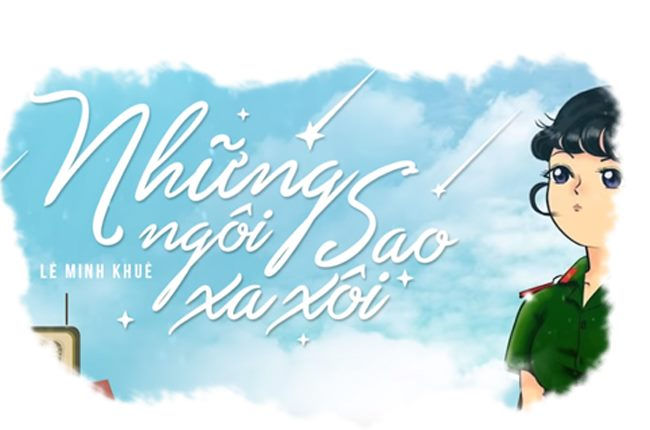 Những
ngôi Sao
LÊ MINH KHUÊ
xa xôi